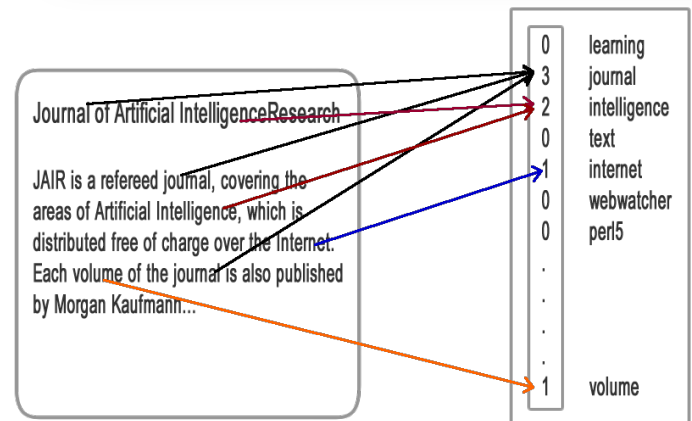 Journal of Artificial IntelligenceResearch
JAIR is a refereed journal, covering the
areas of Artificial Intelligence, which is
distributed free of charge over the Internet.
Each volume of the journal is also published
by Morgan Kaufmann...
0 learning
3 journal
2 intelligence
0 text
1 internet
0 webwatcher
0 perl5
.
.
.
.
1 volume